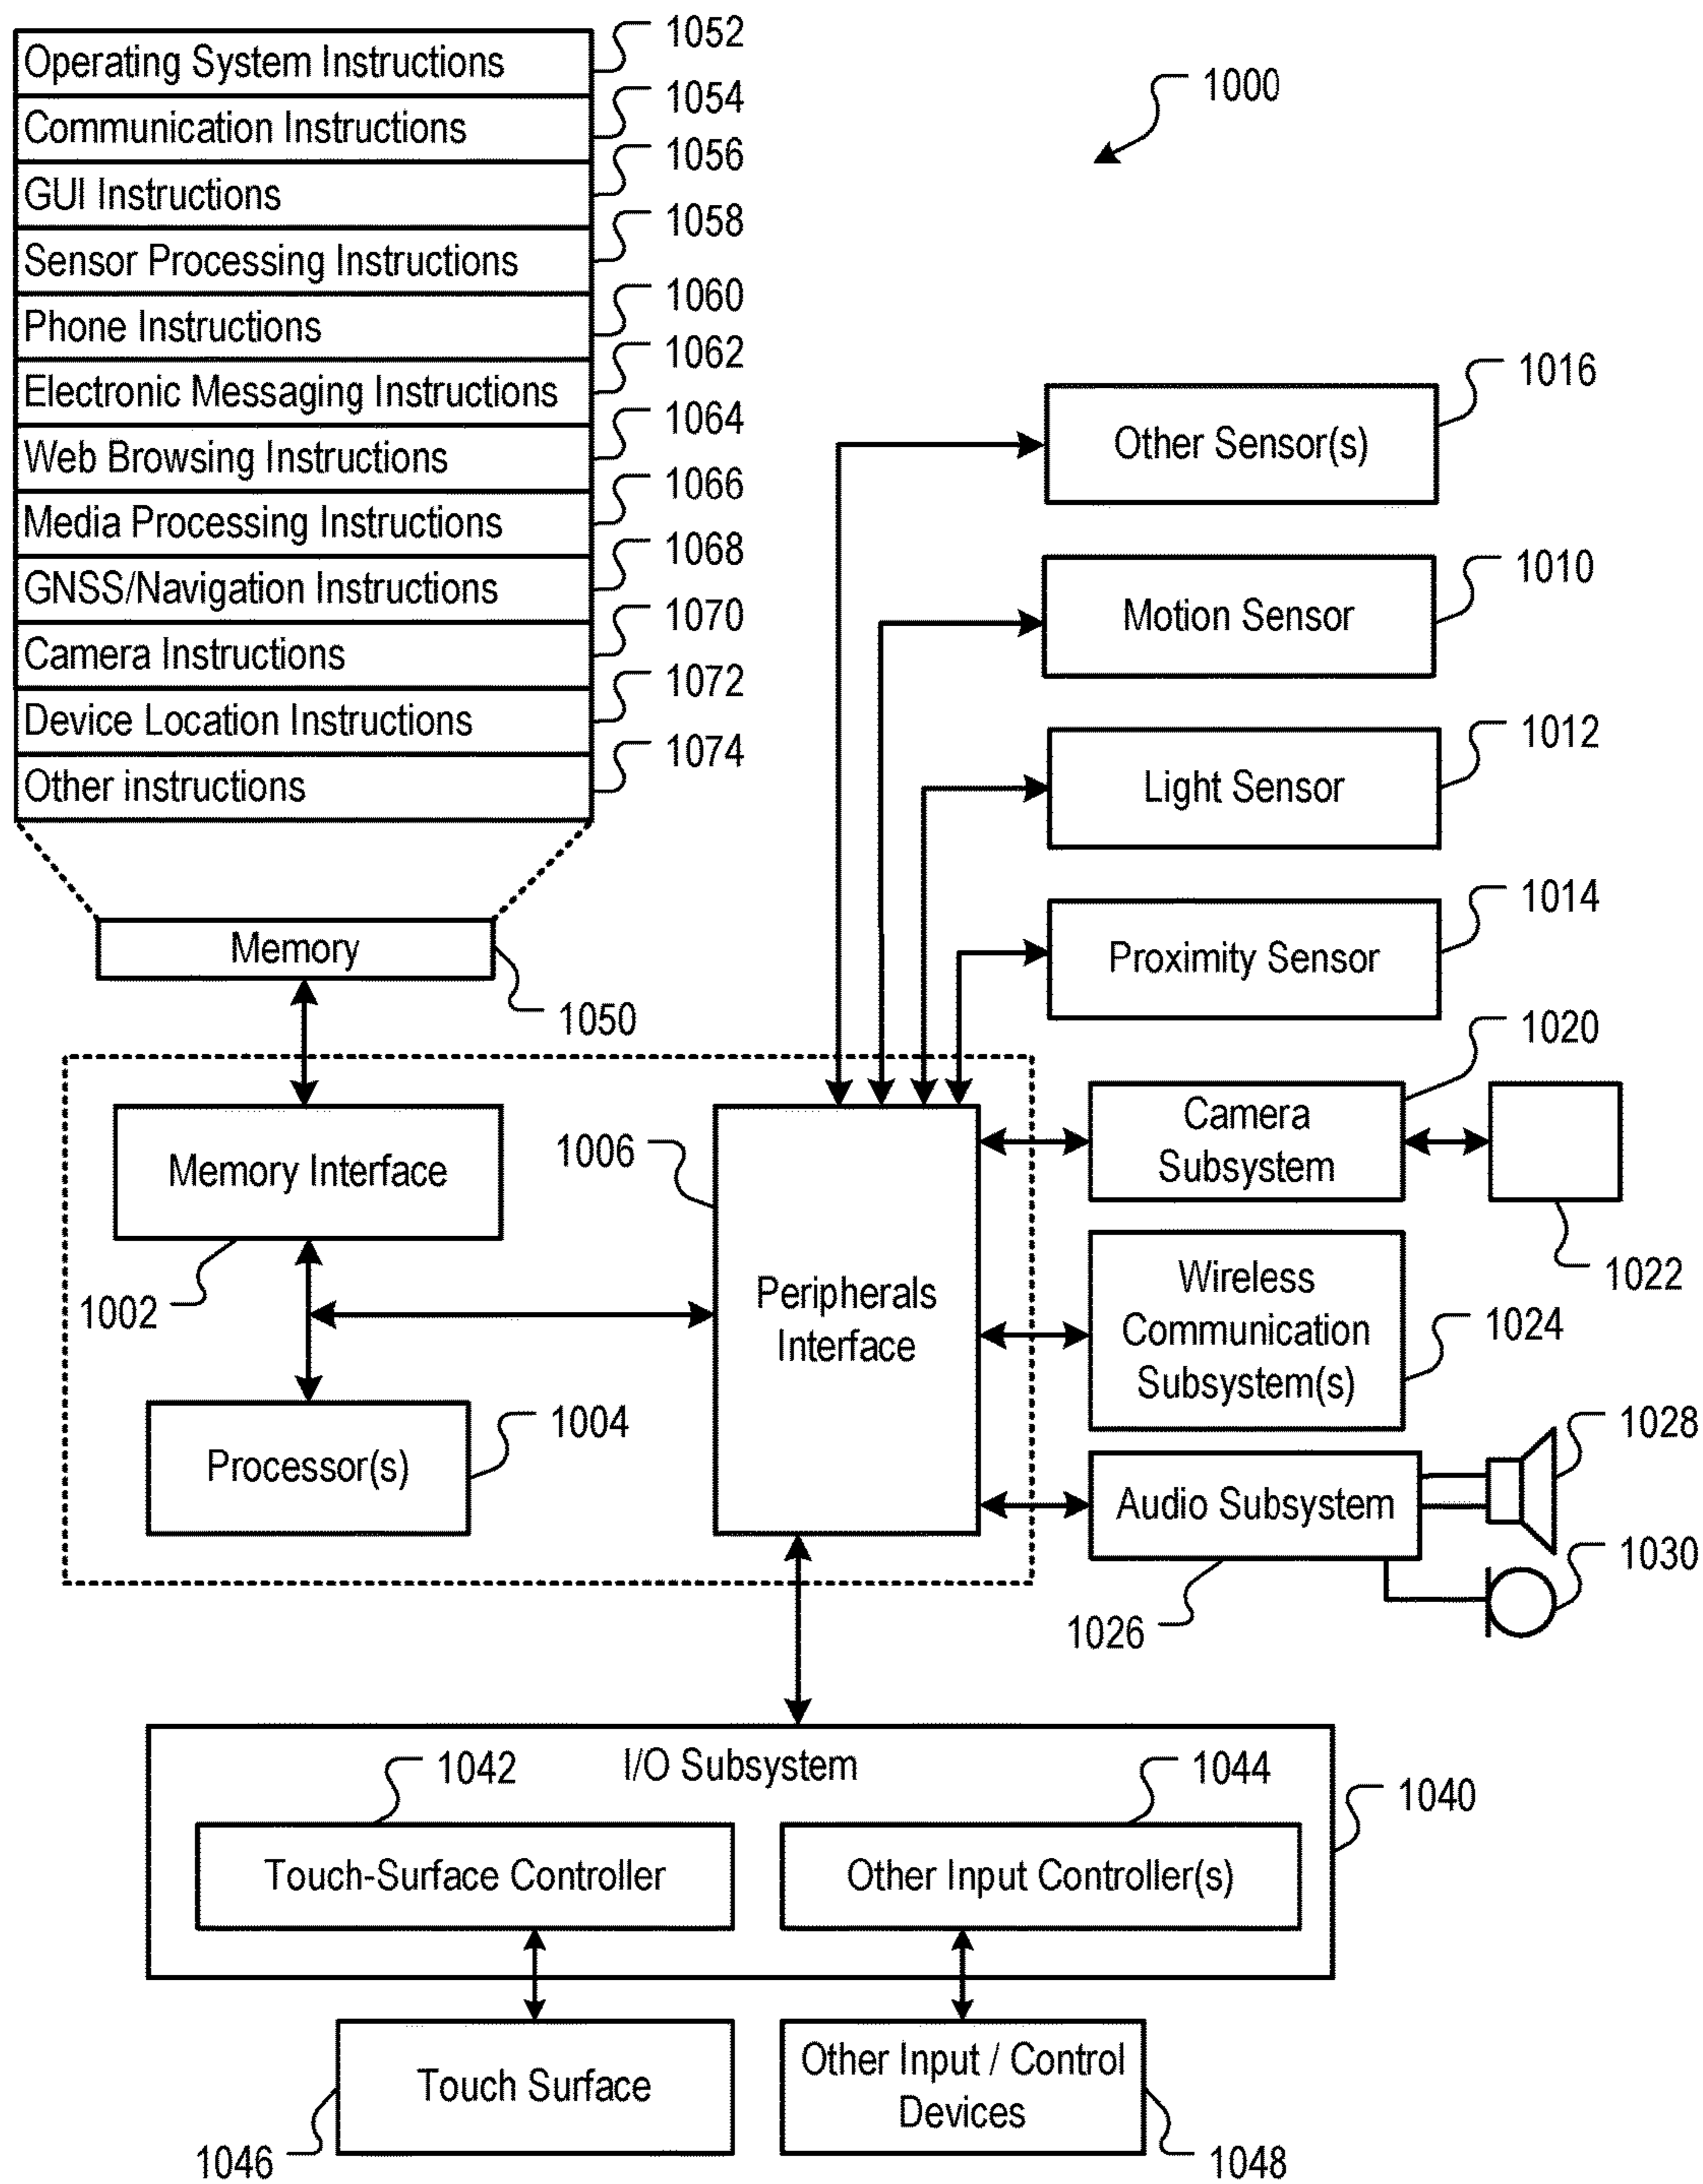 Operating System Instructions
1052
Communication Instructions
1054
GUI Instructions
1056
Sensor Processing Instructions
1058
Phone Instructions
1060
Electronic Messaging Instructions
1062
Web Browsing Instructions
1064
Media Processing Instructions
1066
GNSS/Navigation Instructions
1068
Camera Instructions
1070
Device Location Instructions
1072
Other instructions
1074
1000
Memory
1050
Other Sensor(s)
1016
Motion Sensor
1010
Light Sensor
1012
Proximity Sensor
1014
Memory Interface
1002
Processor(s)
1004
1006
Peripherals
Interface
Camera
Subsystem
1020
1022
Wireless
Communication
Subsystem(s)
1024
Audio Subsystem
1026
1028
1030
I/O Subsystem
1040
1042
Touch-Surface Controller
1044
Other Input Controller(s)
Touch Surface
1046
Other Input / Control
Devices
1048